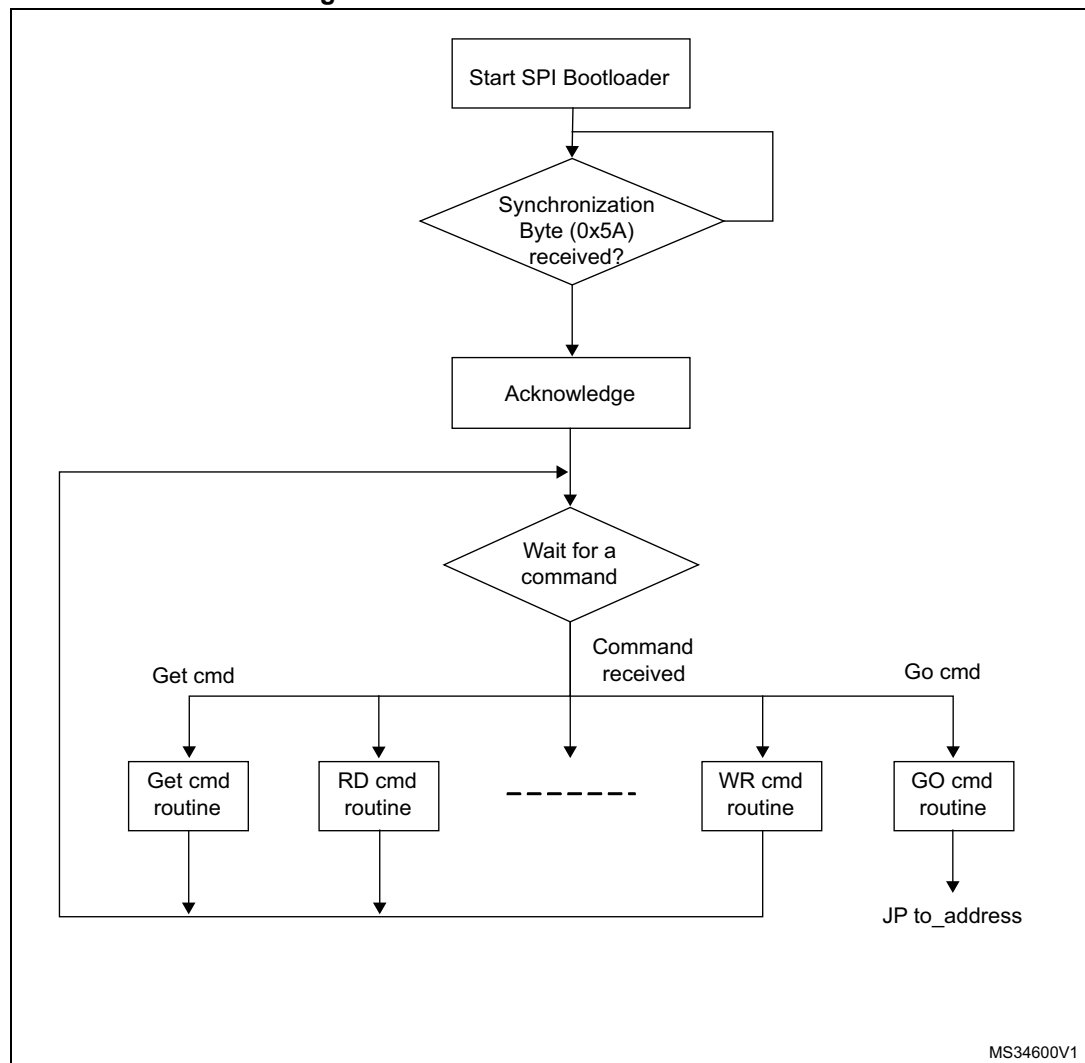 Start SPI Bootloader
Synchronization
Byte (0x5A)
received?
Acknowledge
Wait for a
command
Command
received
Get cmd
Go cmd
Get cmd
routine
RD cmd
routine
WR cmd
routine
GO cmd
routine
JP to_address
MS34600V1